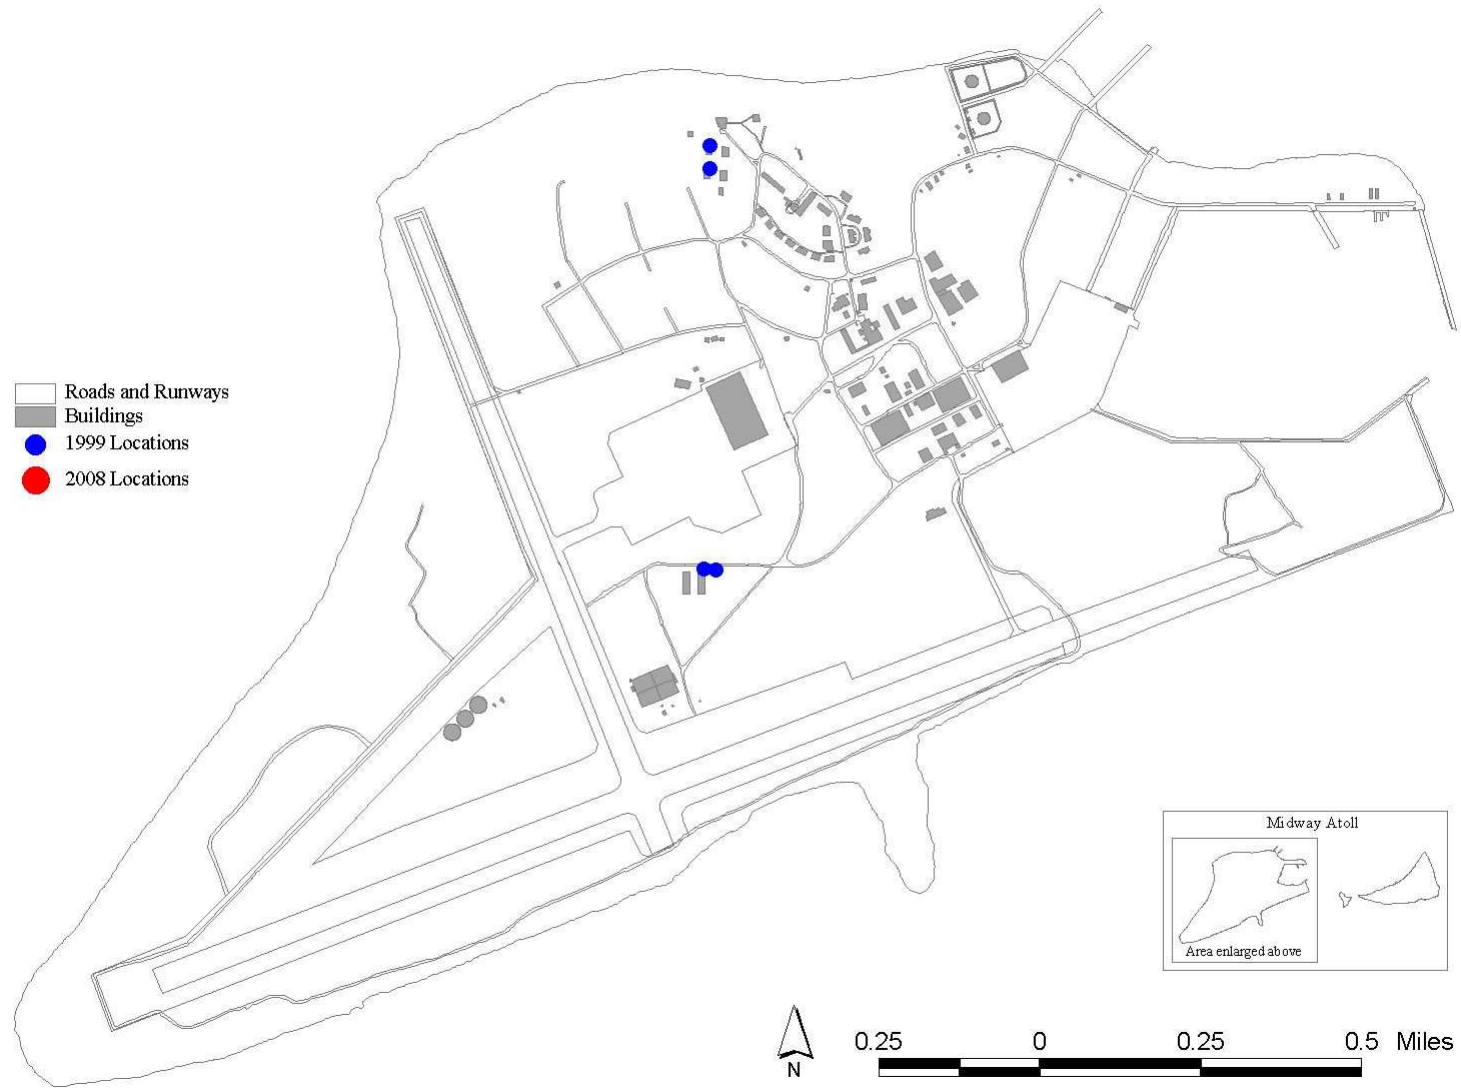 Roads and Runways
Buildings
1999 Locations
2008 Locations
Midway Atoll
Area enlarged above
N
0.25 0 0.25 0.5 Miles